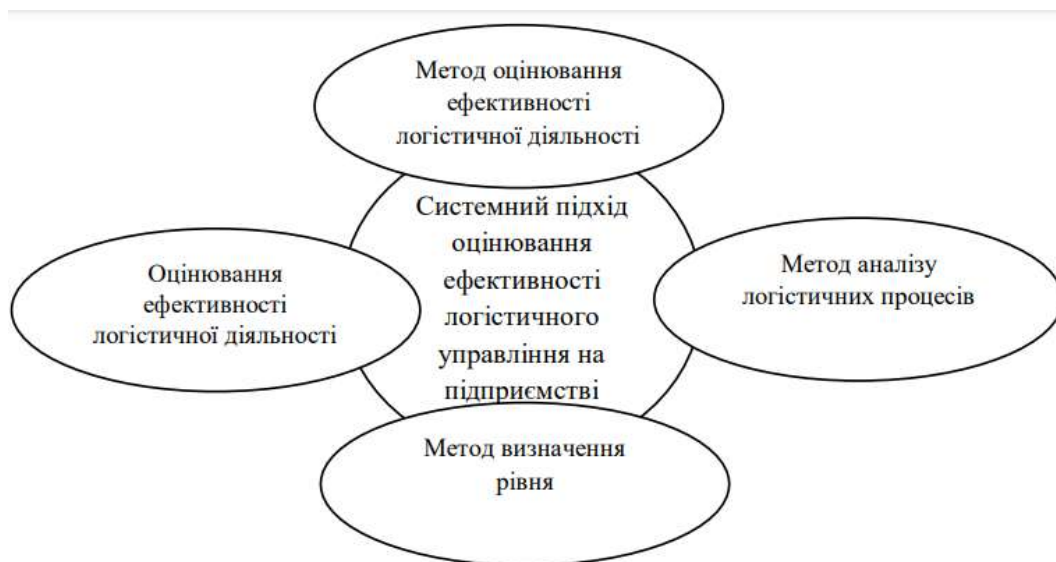 Метод оцінювання
ефективності
логістичної діяльності
Системний підхід
оцінювання
ефективності
логістичного
управління на
підприємстві
Оцінювання
ефективності
логістичної діяльності
Метод аналізу
логістичних процесів
Метод визначення
рівня